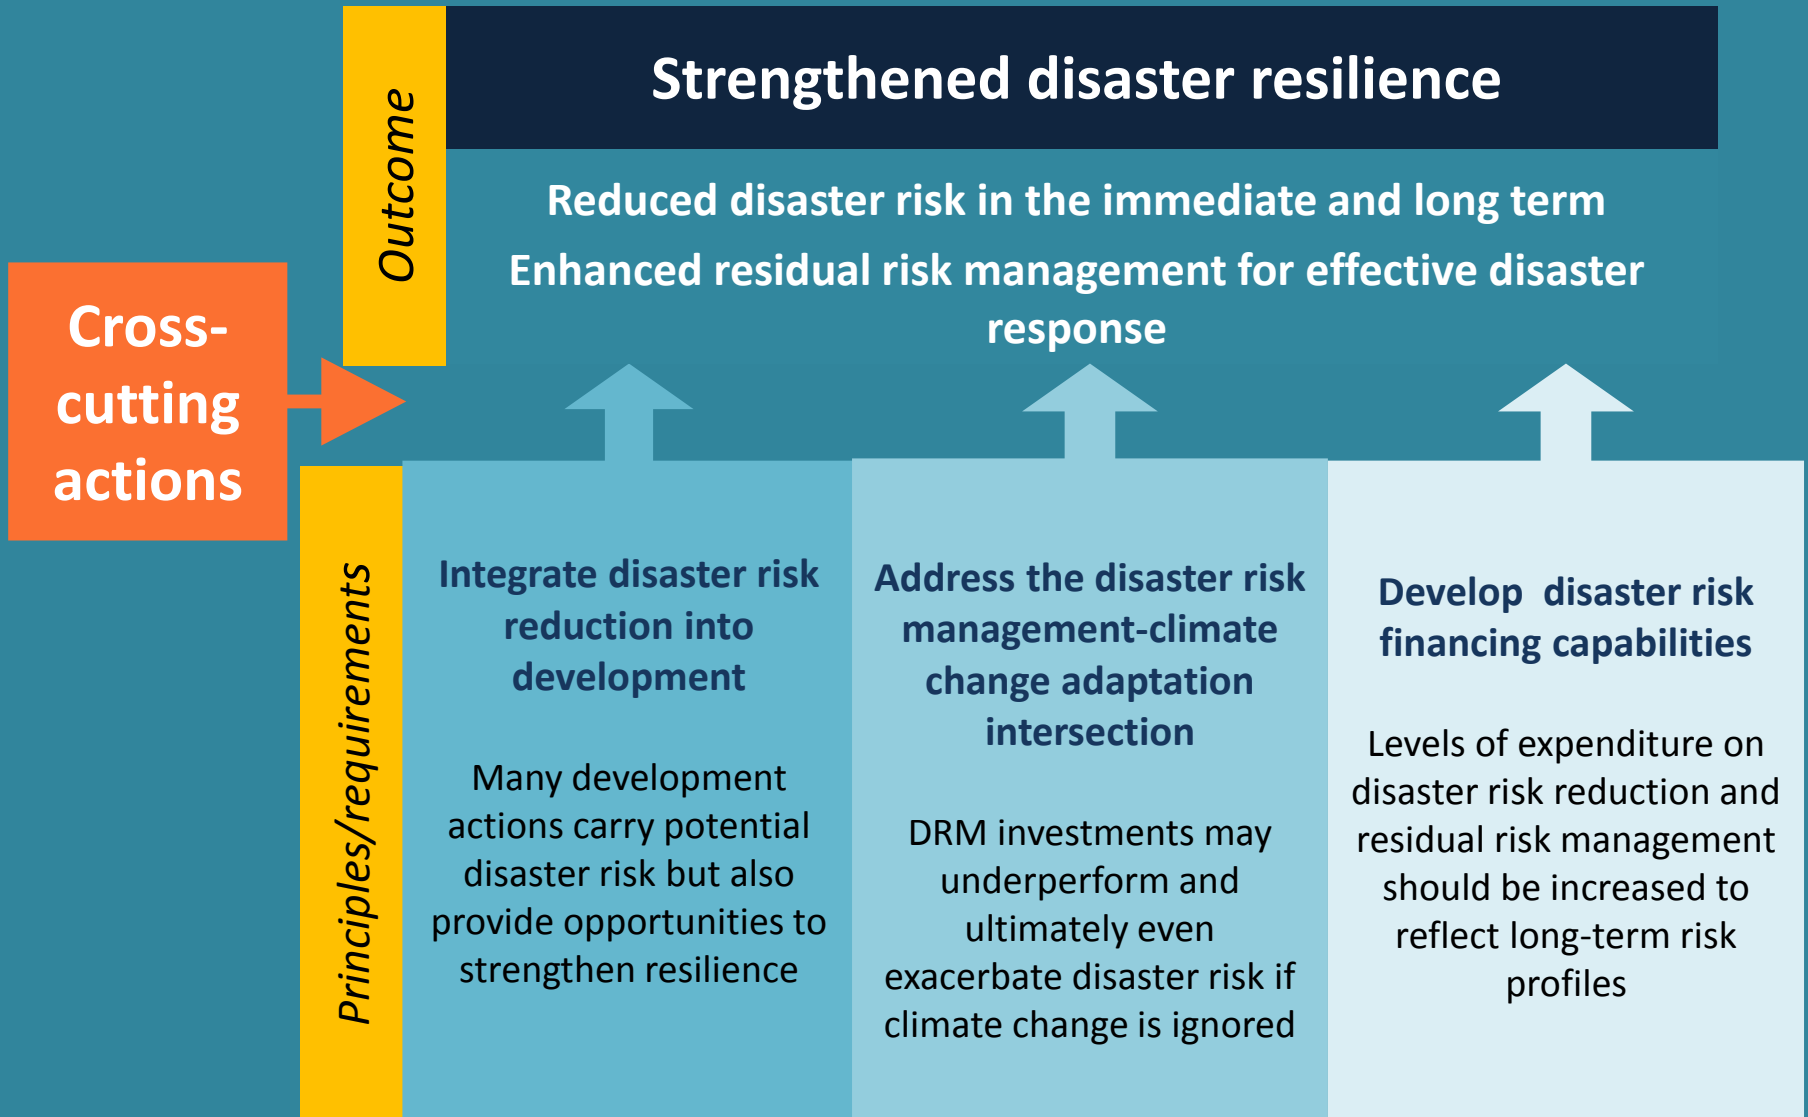 Outcome
Strengthened disaster resilience
Reduced disaster risk in the immediate and long term
Enhanced residual risk management for effective disaster
response
Cross-
cutting
actions
Principles/requirements
Integrate disaster risk
reduction into
development
Many development
actions carry potential
disaster risk but also
provide opportunities to
strengthen resilience
Address the disaster risk
management-climate
change adaptation
intersection
DRM investments may
underperform and
ultimately even
exacerbate disaster risk if
climate change is ignored
Develop  disaster risk
financing capabilities
Levels of expenditure on
disaster risk reduction and
residual risk management
should be increased to
reflect long-term risk
profiles